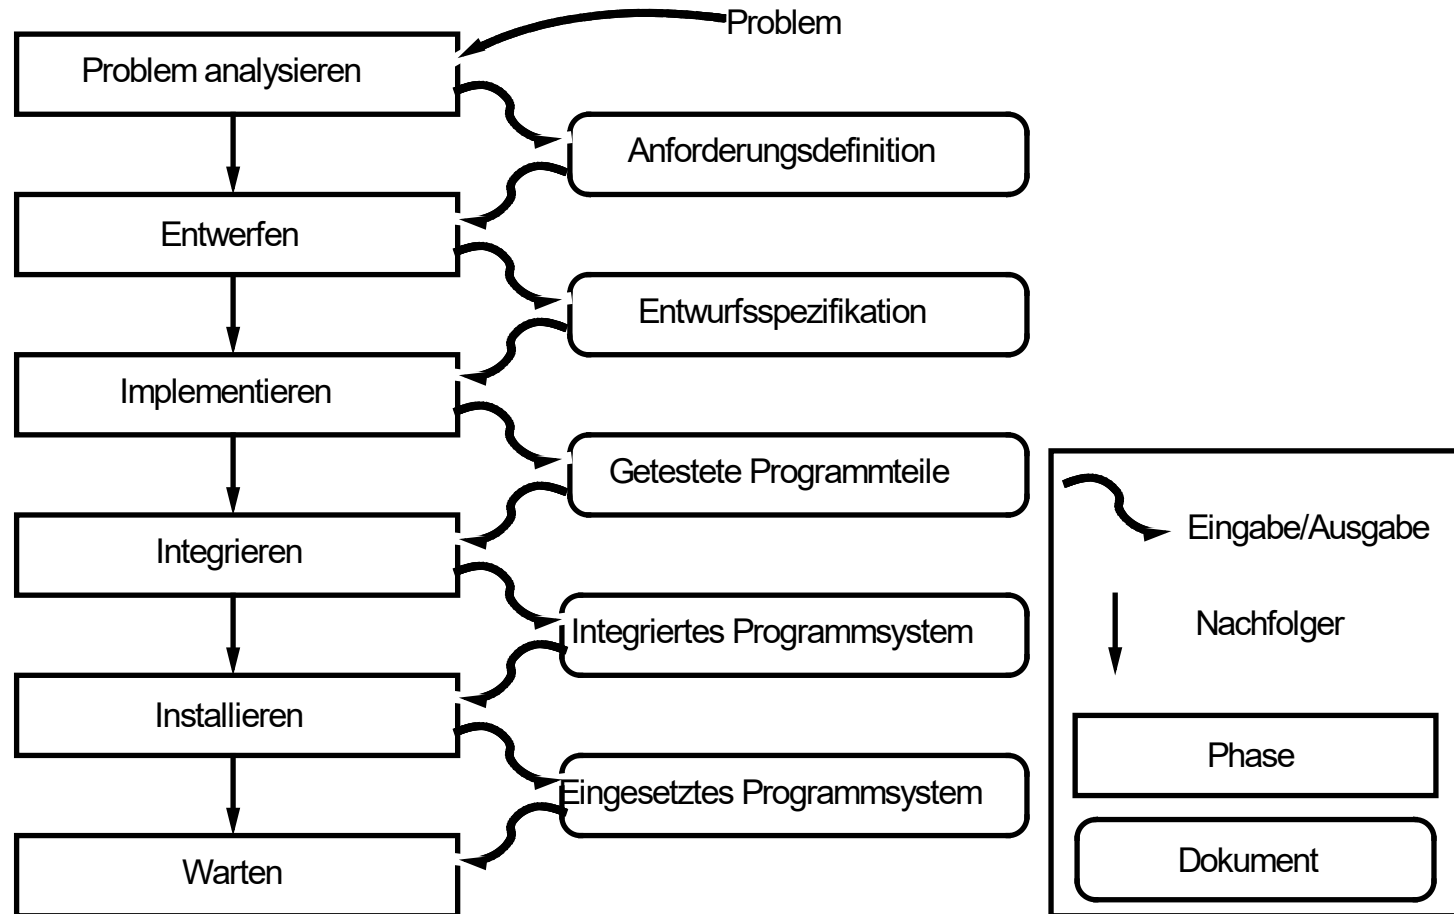 Problem
Problem analysieren
Anforderungsdefinition
Entwerfen
Entwurfsspezifikation
Implementieren
Getestete Programmteile
Integrieren
Integriertes Programmsystem
Installieren
Eingesetztes Programmsystem
Warten
Eingabe/Ausgabe
Nachfolger
Phase
Dokument